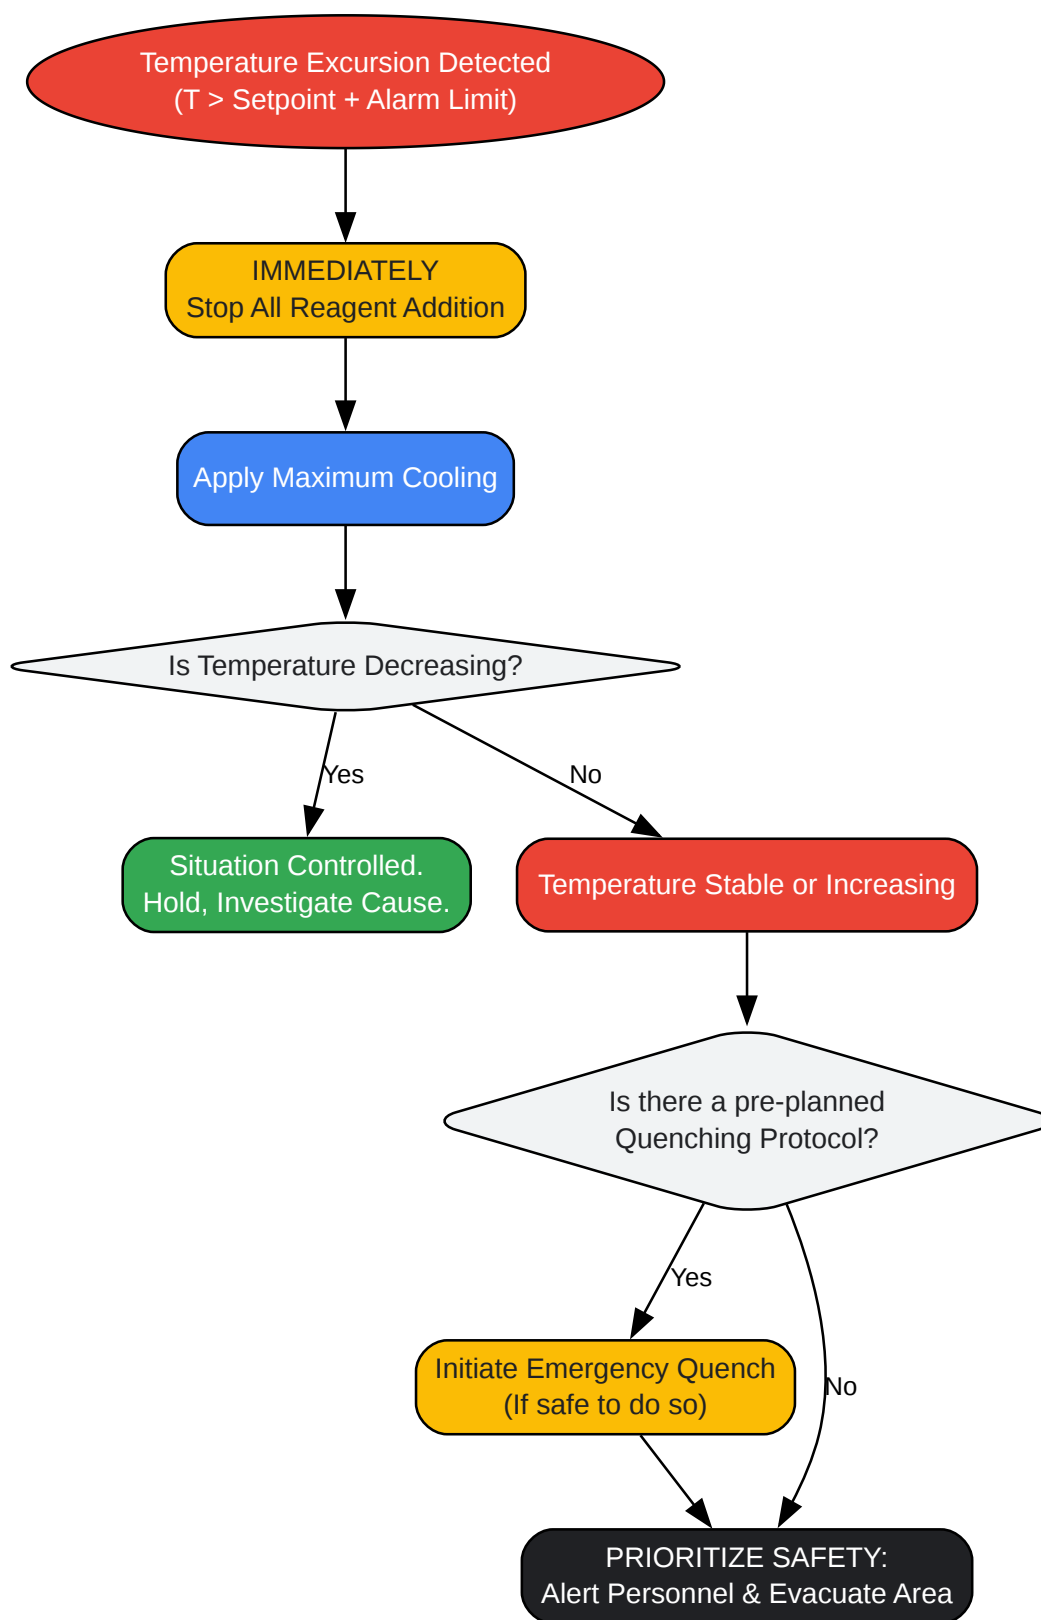 Temperature Excursion Detected
(T > Setpoint + Alarm Limit)
IMMEDIATELY
Stop All Reagent Addition
Apply Maximum Cooling
Is Temperature Decreasing?
Yes
No
Situation Controlled.
Hold, Investigate Cause.
Temperature Stable or Increasing
Is there a pre-planned
Quenching Protocol?
Yes
Initiate Emergency Quench
(If safe to do so)
No
PRIORITIZE SAFETY:
Alert Personnel & Evacuate Area